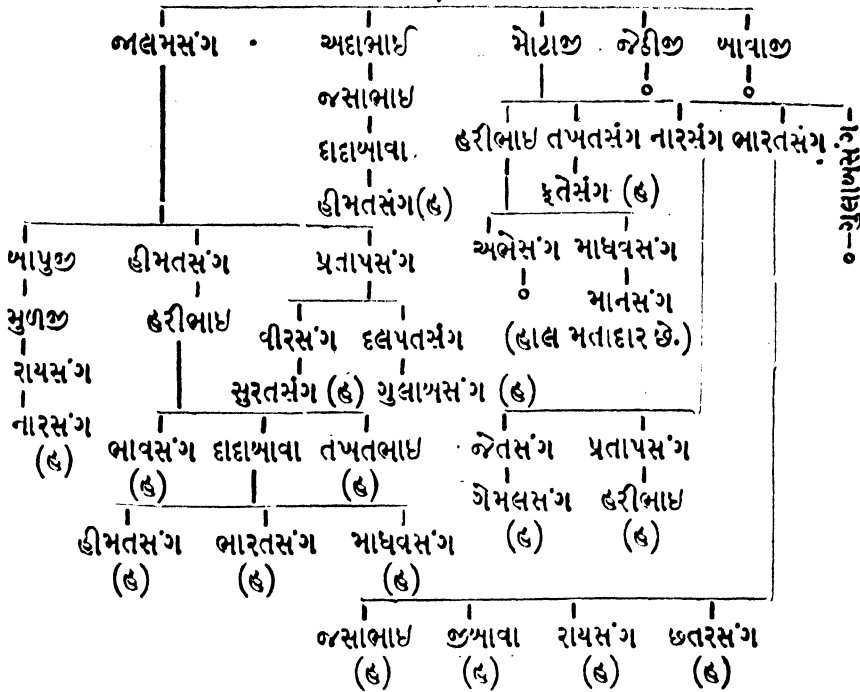 જાલમસંગ અદાભાઈ મોટાજી જેઠીજી બાવાજી
જસાભાઇ
હરીભાઇ તખતસંગ નારસંગ ભારતસંગ ગુલાબસંગ
દાદાબાવા
હીમતસંગ(હ) ફતેસંગ (હ)
બાપુજી હીમતસંગ પ્રતાપસંગ અભેસંગ માધવસંગ
મુળજી હરીભાઇ માનસંગ
વીરસંગ દલપતસંગ (હાલ મતાદાર છે.)
રાયસંગ
સુરતસંગ (હ) ગુલાબસંગ (હ)
નારસંગ ભાવસંગ દાદાબાવા તખતભાઇ જેતસંગ પ્રતાપસંગ
(હ) (હ) (હ)
ગેમલસંગ હરીભાઇ
હીમતસંગ ભારતસંગ માધવસંગ (હ) (હ)
(હ) (હ) (હ)
જસાભાઇ જીબાવા રાયસંગ છતરસંગ
(હ) (હ) (હ) (હ)